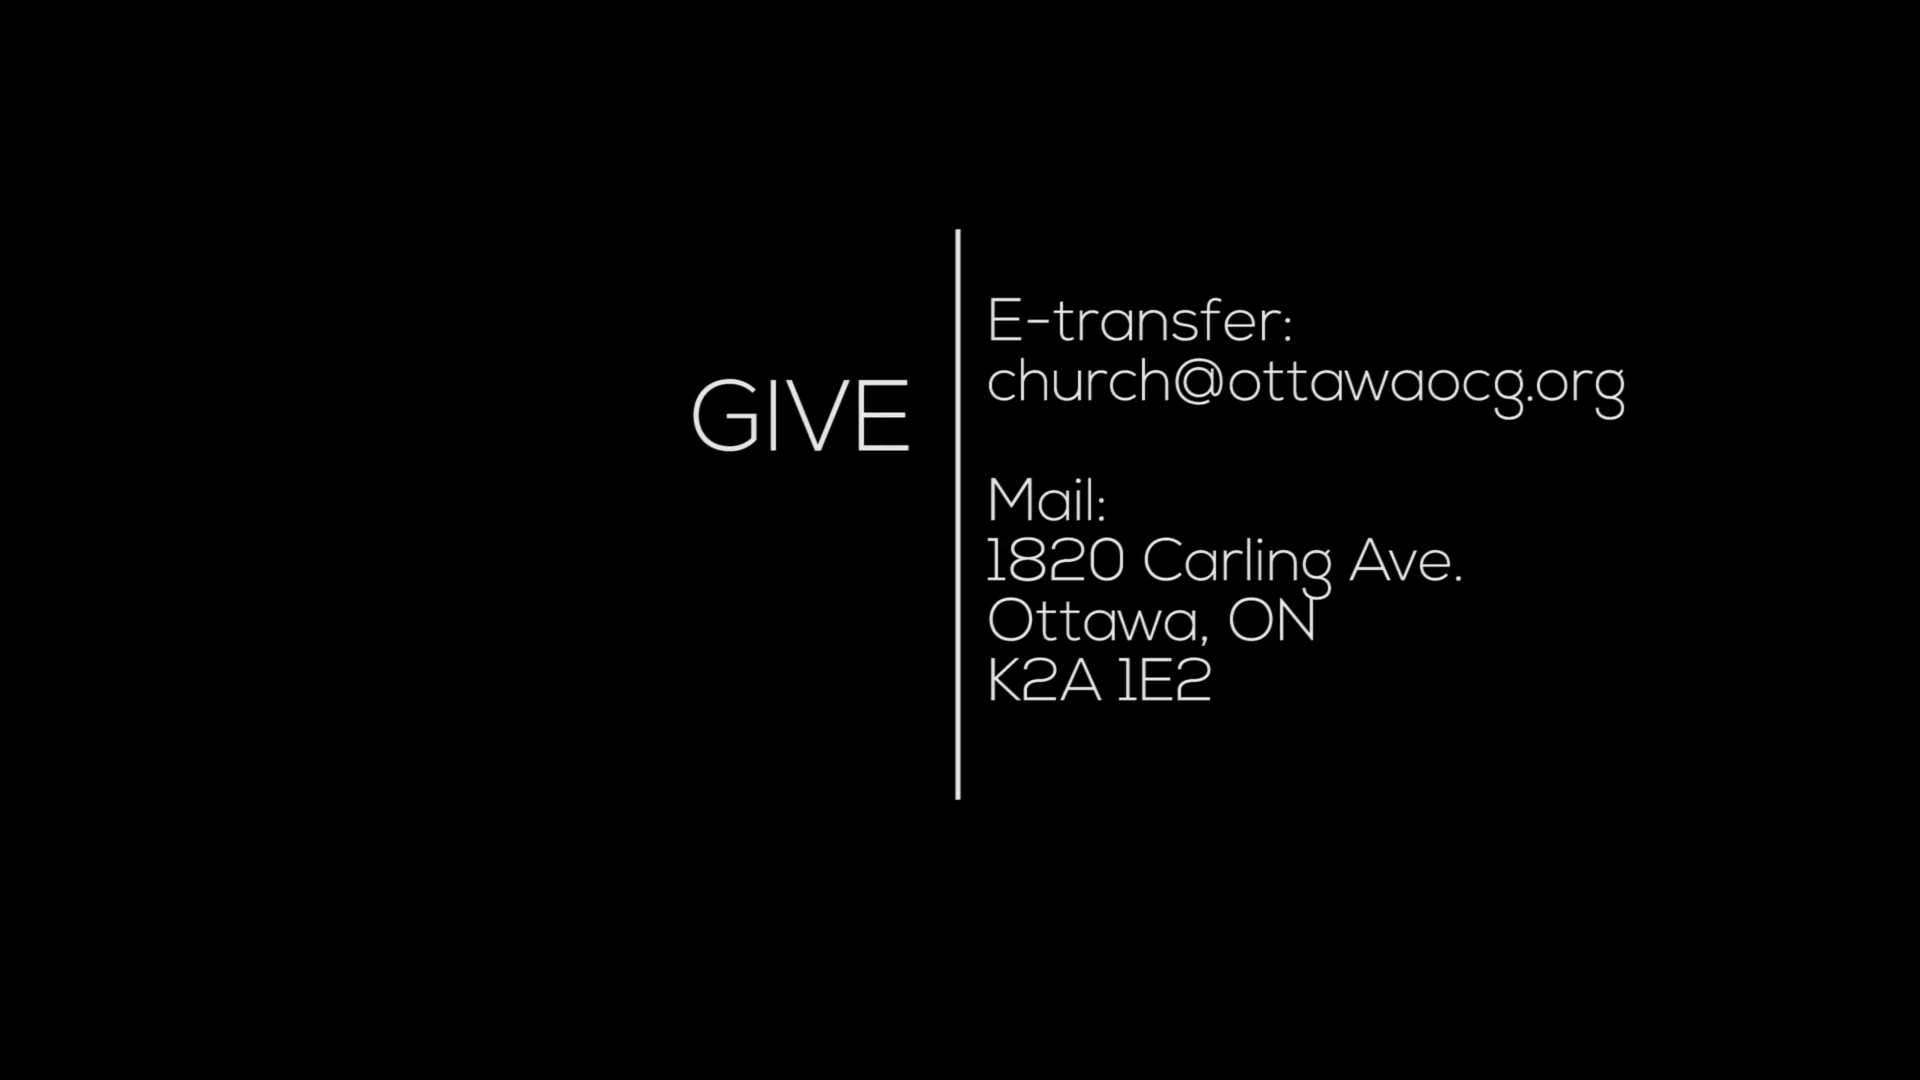 GIVE
E-transfer:
church@ottawaocg.org
Mail:
1820 Carling Ave.
Ottawa, ON
K2A 1E2